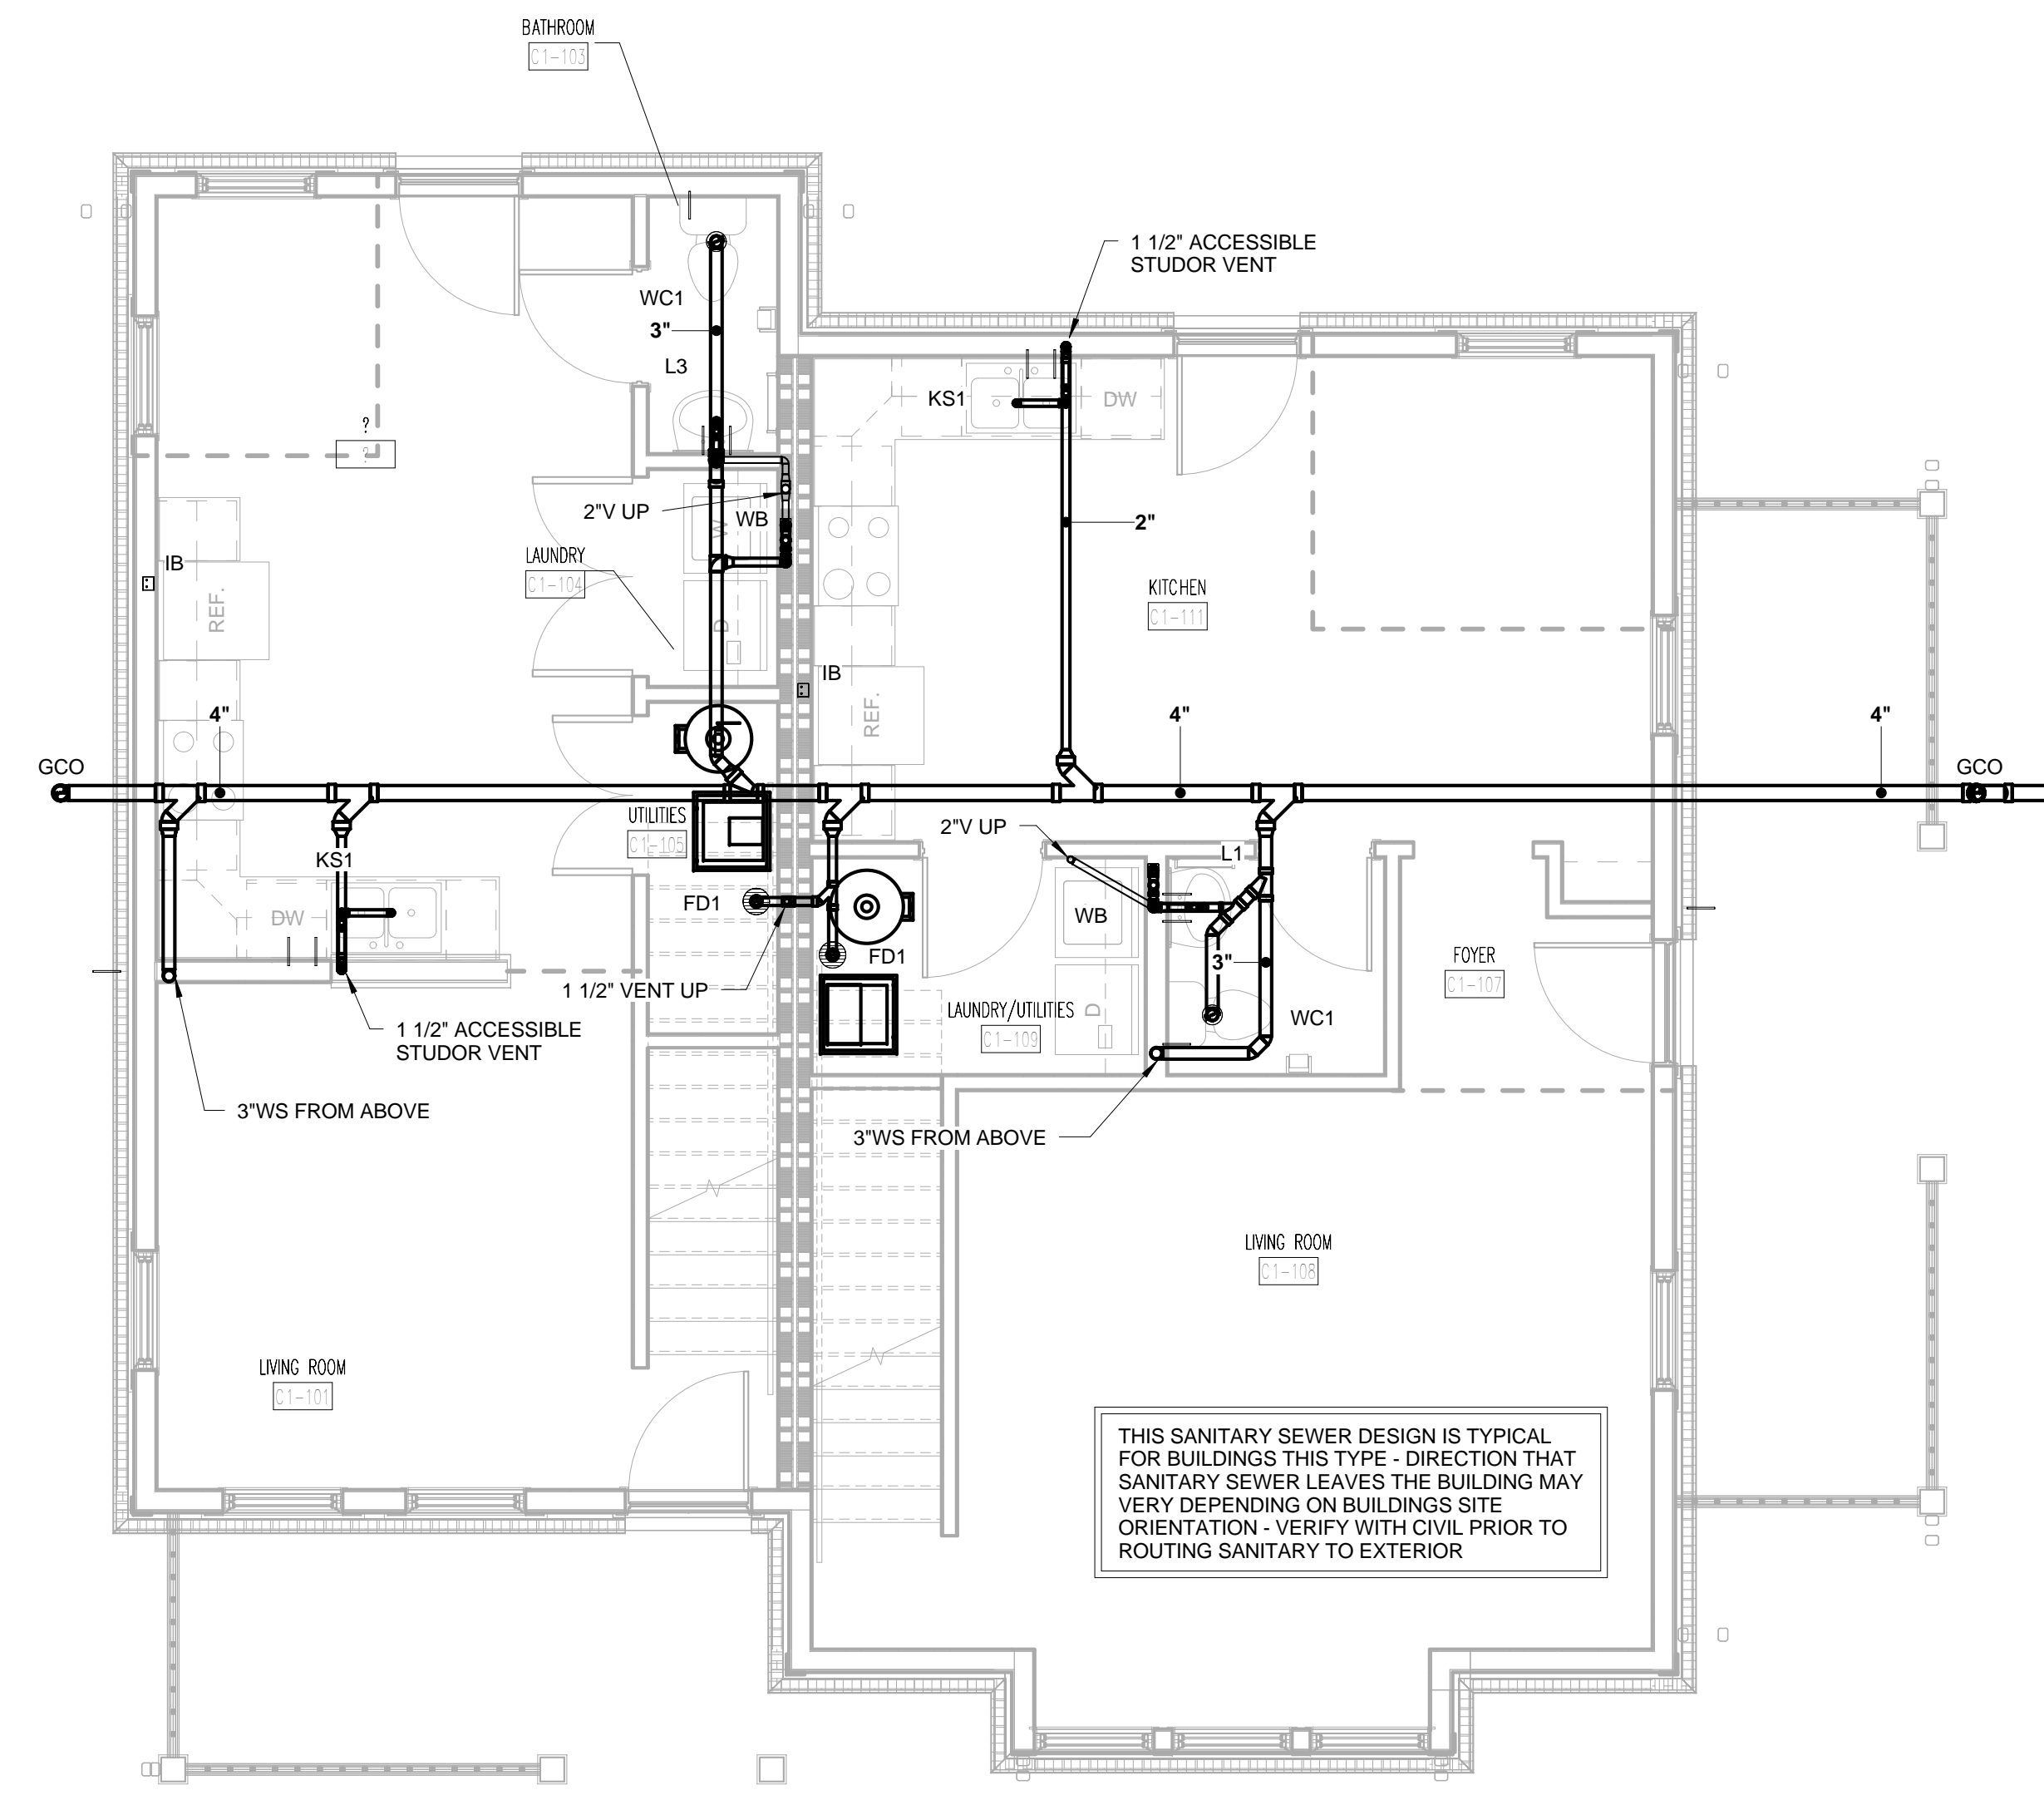 BATHROOM
C1-103
1 1/2" ACCESSIBLE
STUDOR VENT
WC1
3"
L3
KS1
DW
?
?
2"V UP
WB
W
2"
IB
LAUNDRY
C1-104
REF.
D
KITCHEN
C1-111
IB
REF.
4"
4"
4"
GCO
GCO
UTILITIES
C1-105
2"V UP
KS1
L1
FD1
DW
WB
FD1
3"
FOYER
C1-107
1 1/2" VENT UP
LAUNDRY/UTILITIES
C1-109
D
WC1
1 1/2" ACCESSIBLE
STUDOR VENT
3"WS FROM ABOVE
3"WS FROM ABOVE
LIVING ROOM
C1-108
LIVING ROOM
C1-101
THIS SANITARY SEWER DESIGN IS TYPICAL
FOR BUILDINGS THIS TYPE - DIRECTION THAT
SANITARY SEWER LEAVES THE BUILDING MAY
VERY DEPENDING ON BUILDINGS SITE
ORIENTATION - VERIFY WITH CIVIL PRIOR TO
ROUTING SANITARY TO EXTERIOR